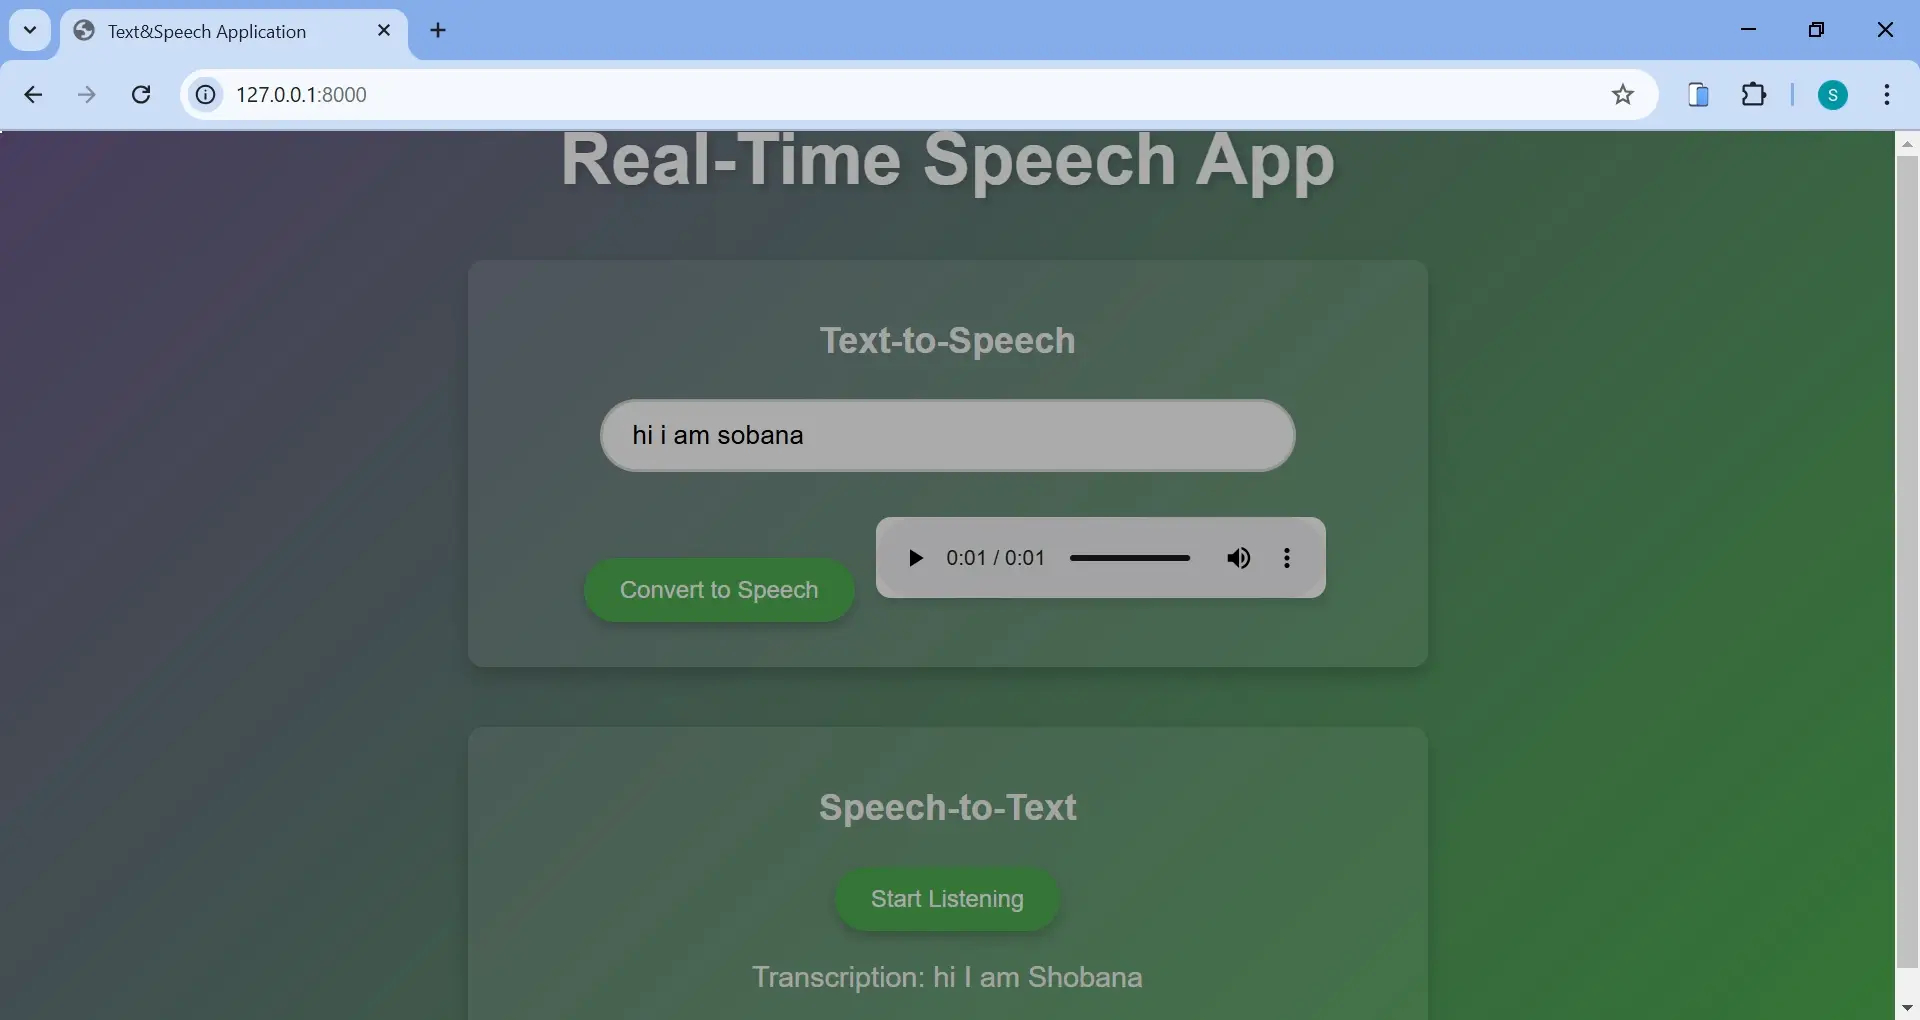 Text&Speech Application
127.0.0.1:8000
S
Real-Time Speech App
Text-to-Speech
hi i am sobana
0:01 / 0:01
Convert to Speech
Speech-to-Text
Start Listening
Transcription: hi I am Shobana